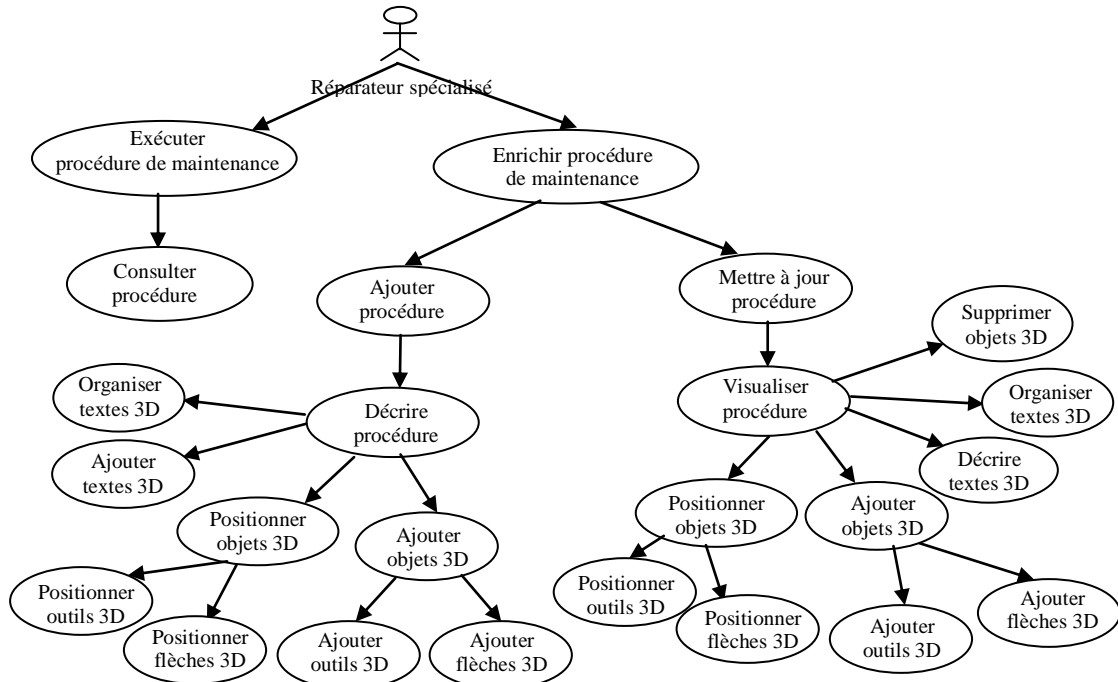 Réparateur spécialisé
Exécuter
procédure de maintenance
Enrichir procédure
de maintenance
Consulter
procédure
Ajouter
procédure
Mettre à jour
procédure
Supprimer
objets 3D
Organiser
textes 3D
Décrire
procédure
Visualiser
procédure
Organiser
textes 3D
Ajouter
textes 3D
Décrire
textes 3D
Positionner
objets 3D
Ajouter
objets 3D
Positionner
objets 3D
Ajouter
objets 3D
Positionner
outils 3D
Positionner
flèches 3D
Ajouter
outils 3D
Ajouter
flèches 3D
Positionner
outils 3D
Positionner
flèches 3D
Ajouter
outils 3D
Ajouter
flèches 3D